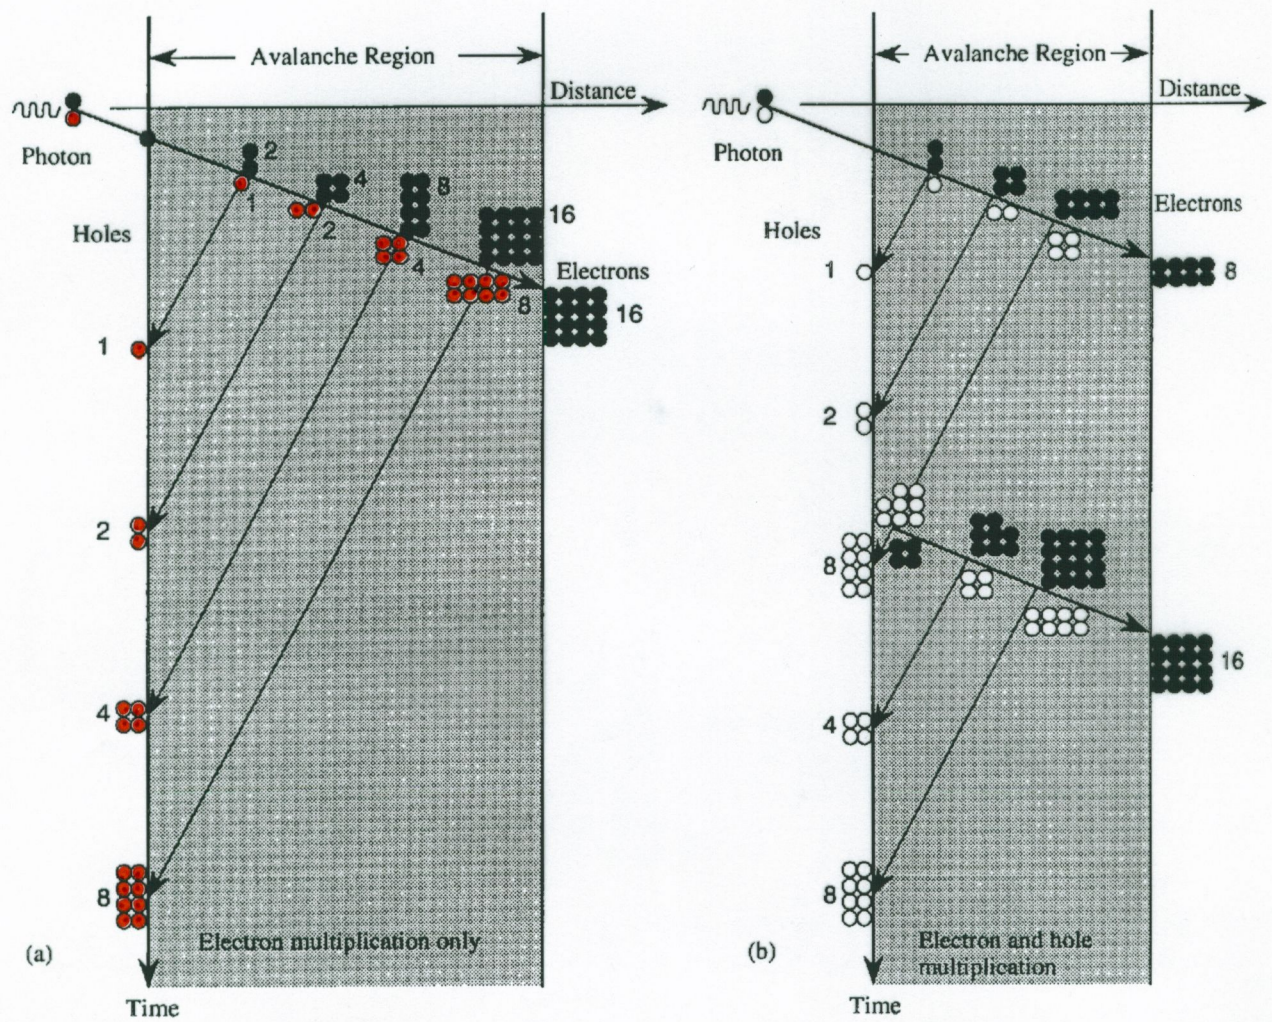 Avalanche Region
Distance
Photon
Holes
2
1
4
2
8
4
16
8
Electrons
16
1
2
4
8
Electron multiplication only
(a)
Time
Avalanche Region
Distance
Photon
Holes
Electrons
1
8
2
8
16
4
8
Electron and hole
multiplication
(b)
Time